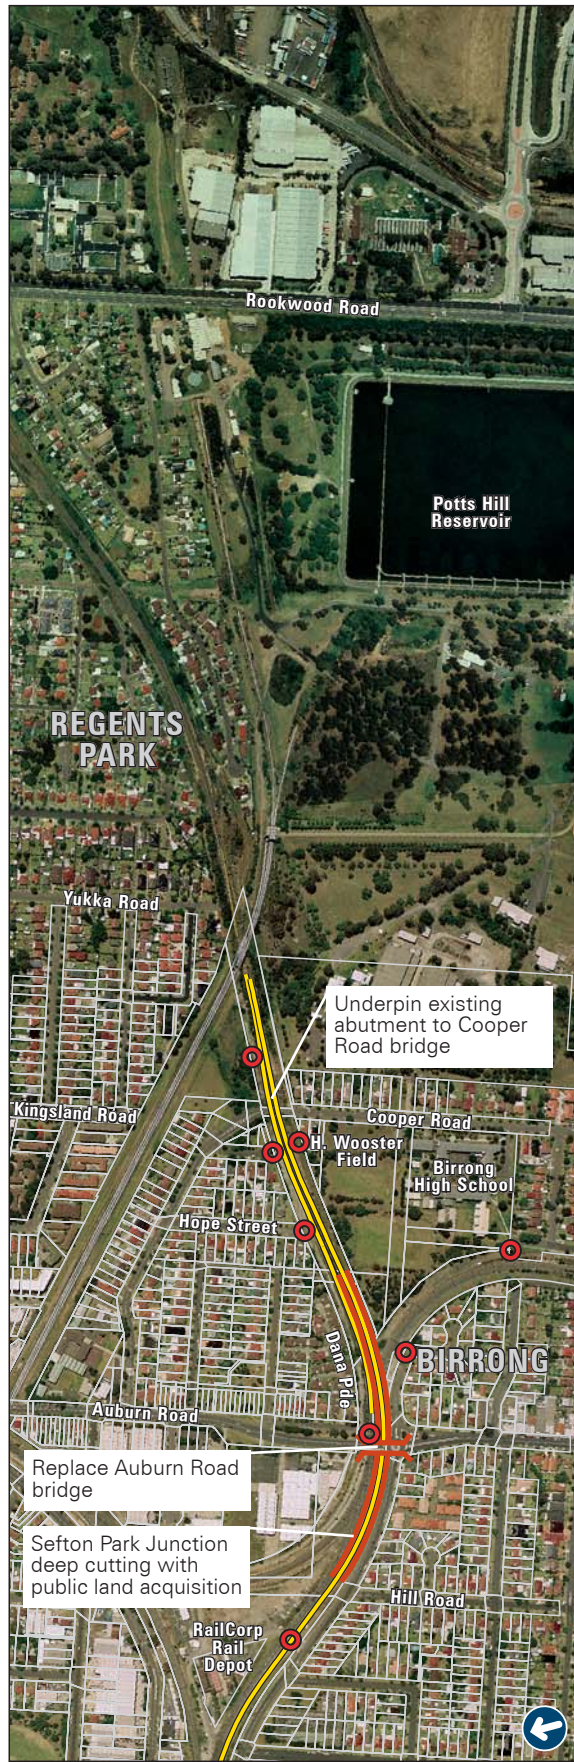 Rookwood Road
Potts Hill
Reservoir
REGENTS
PARK
Yukka Road
Underpin existing
abutment to Cooper
Road bridge
Kingsland Road
Cooper Road
H. Wooster
Field
Birrong
High School
Hope Street
Dana Pde
BIRRONG
Auburn Road
Replace Auburn Road
bridge
Sefton Park Junction
deep cutting with
public land acquisition
Hill Road
RailCorp
Rail
Depot